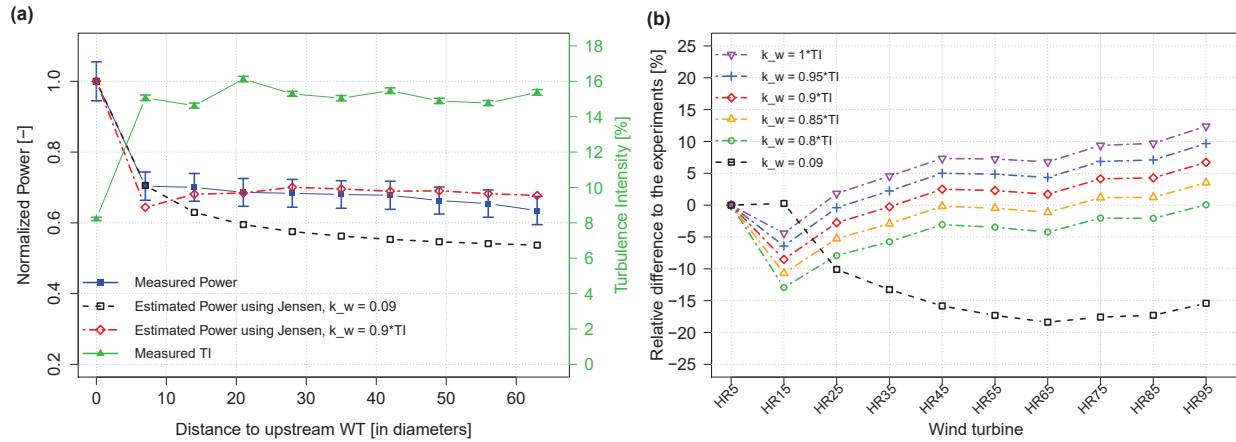 (a)
Normalized Power [−]
1.0
0.8
0.6
0.4
0.2
Measured Power
Estimated Power using Jensen, k_w = 0.09
Estimated Power using Jensen, k_w = 0.9*TI
Measured TI
0 10 20 30 40 50 60
Distance to upstream WT [in diameters]
18
16
14
12
10
8
6
4
2
0
Turbulence Intensity [%]
(b)
Relative difference to the experiments [%]
25
20
15
10
5
0
−5
−10
−15
−20
−25
k_w = 1*TI
k_w = 0.95*TI
k_w = 0.9*TI
k_w = 0.85*TI
k_w = 0.8*TI
k_w = 0.09
HR5 HR15 HR25 HR35 HR45 HR55 HR65 HR75 HR85 HR95
Wind turbine